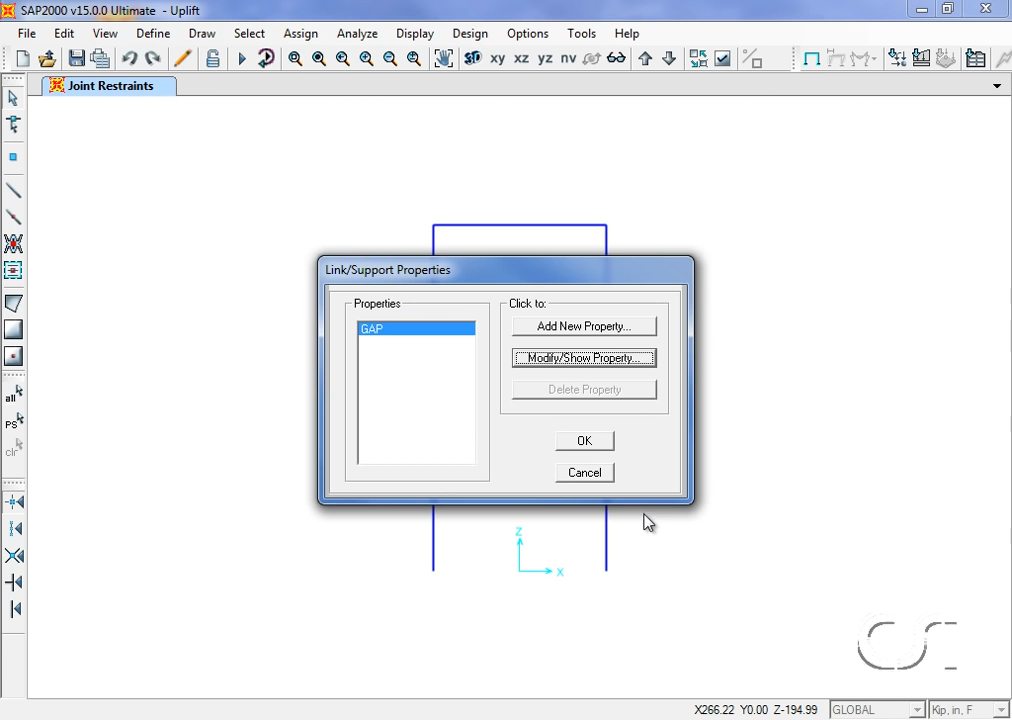 SAP2000 v15.0.0 Ultimate - Uplift
File Edit View Define Draw Select Assign Analyze Display Design Options Tools Help
3D xy xz yz nv
Joint Restraints
all
PS
clr
Link/Support Properties
Properties
GAP
Click to:
Add New Property...
Modify/Show Property...
Delete Property
OK
Cancel
Z
X
CSI
X266.22 Y0.00 Z-194.99 GLOBAL Kip, in, F